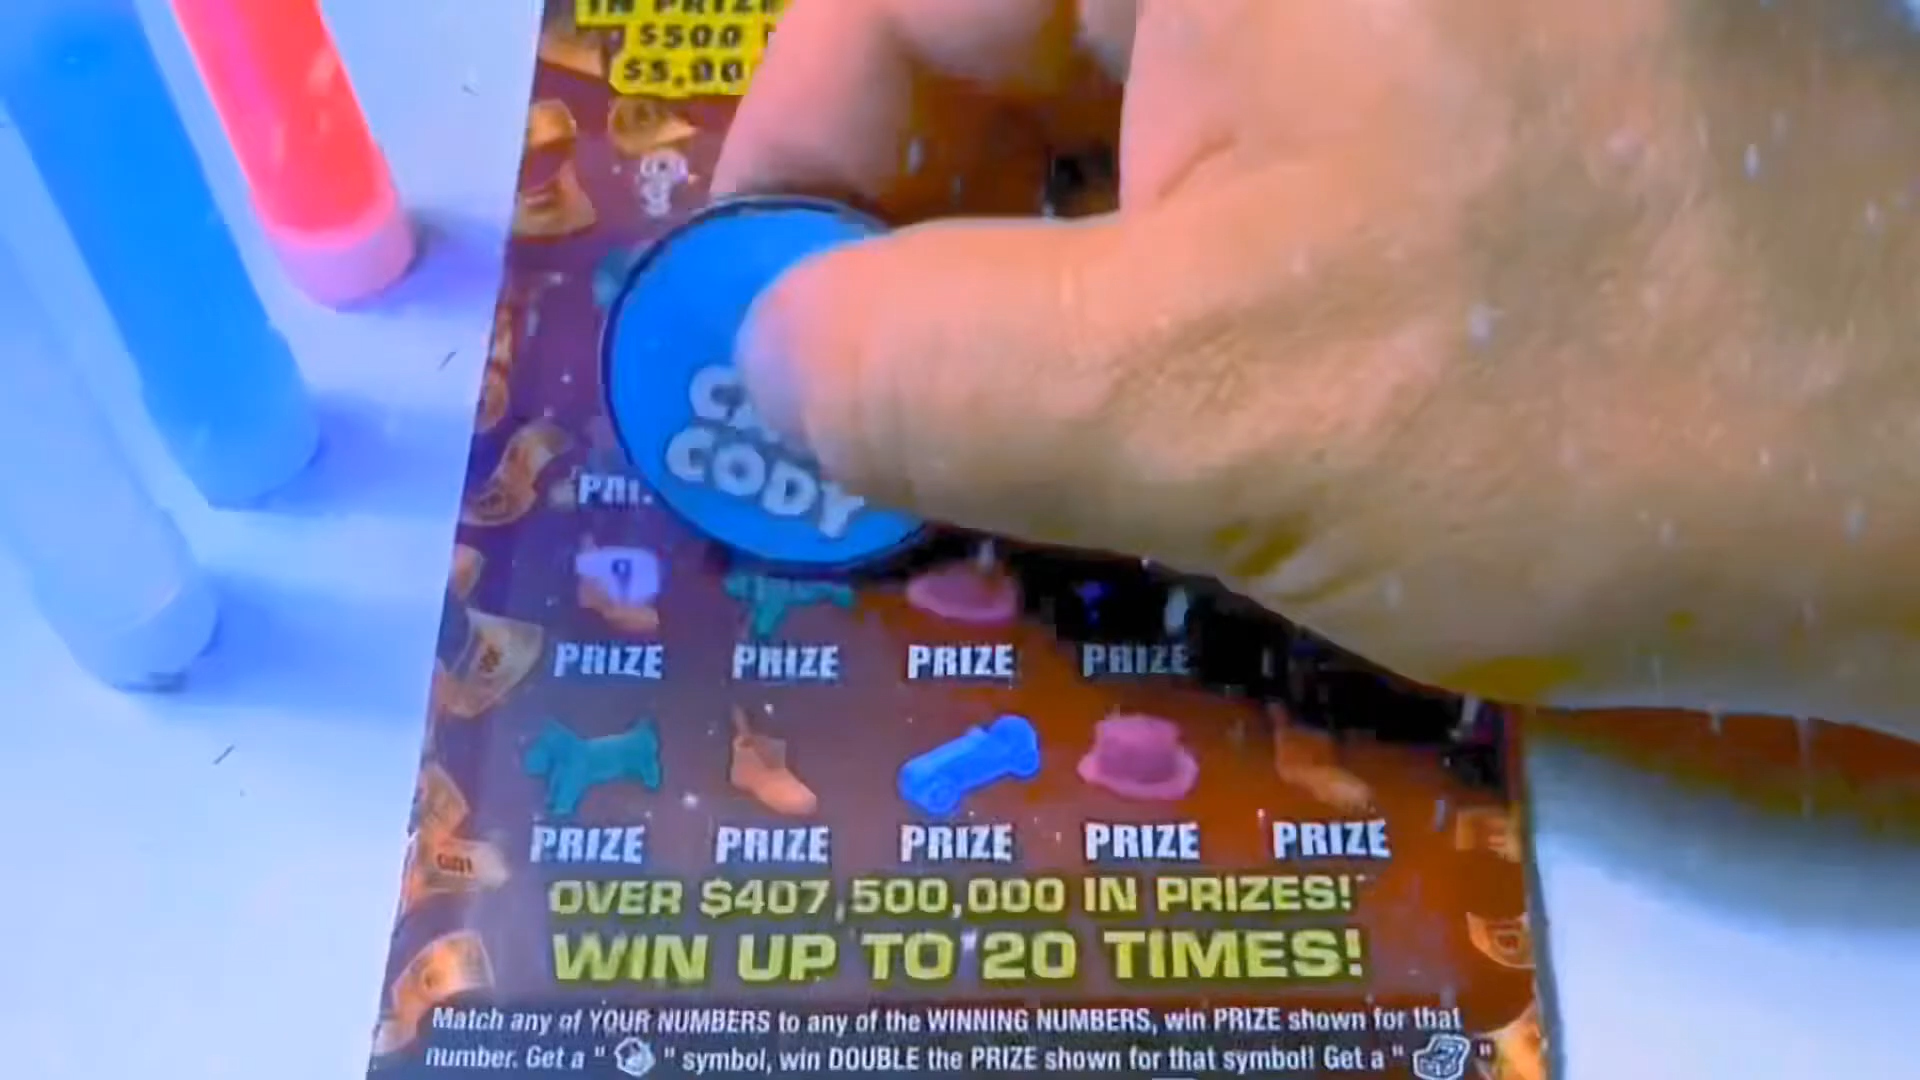 IN PRIZE
$500
$5,00
CODY
PRIZE PRIZE PRIZE PRIZE
PRIZE PRIZE PRIZE PRIZE PRIZE
OVER $407,500,000 IN PRIZES!
WIN UP TO 20 TIMES!
Match any of YOUR NUMBERS to any of the WINNING NUMBERS, win PRIZE shown for that
number. Get a " " symbol, win DOUBLE the PRIZE shown for that symbol! Get a " "